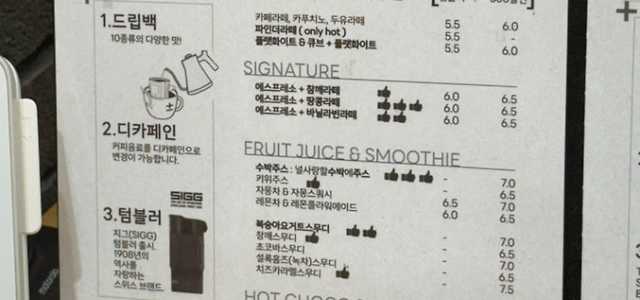 1.드립백
10종류의 다양한 맛!
2.디카페인
커피음료를 디카페인으로
변경이 가능합니다.
SIGG
3.텀블러
지그(SIGG)
텀블러 출시.
1908년의
역사를
자랑하는
스위스 브랜드
카페라떼, 카푸치노, 두유라떼 5.5 6.0
파인더라떼 ( only hot ) 5.5
플랫화이트 & 큐브 + 플랫화이트 5.5 6.0
SIGNATURE
에스프레소 + 참깨라떼 6.0 6.5
에스프레소 + 땅콩라떼 6.0 6.5
에스프레소 + 바닐라빈라떼 6.0 6.5
FRUIT JUICE & SMOOTHIE
수박주스 : 널사랑할수박에주스 - 7.0
키위주스 - 7.0
자몽차 & 자몽스쿼시 6.5 7.0
레몬차 & 레몬플라워에이드 6.0 6.5
복숭아요거트스무디 - 7.0
참깨스무디 - 6.5
초코바스무디 - 6.5
설록음즈(녹차)스무디 - 6.5
치즈카라멜스무디 - 7.5
HOT CHOCO